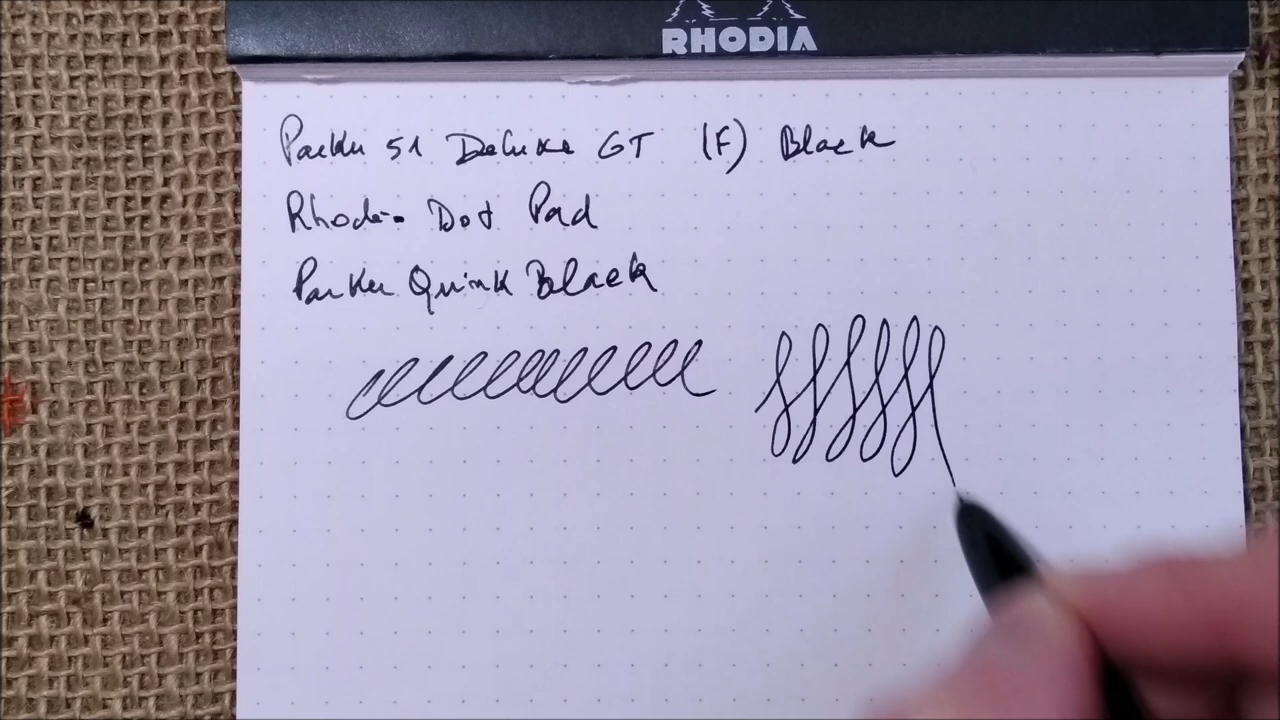 RHODIA
Parker 51 Deluxe GT (F) Black
Rhodia Dot Pad
Parker Quink Black